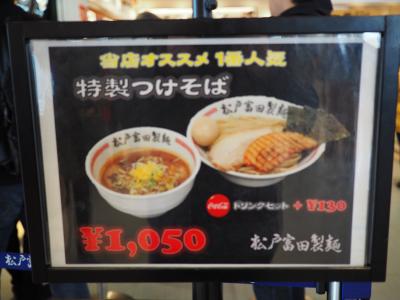 当店オススメ 1番人気
特製つけそば
松戸富田製麺
松戸富田製麺
Coca-Cola ドリンクセット + ¥130
¥1,050
松戸富田製麺